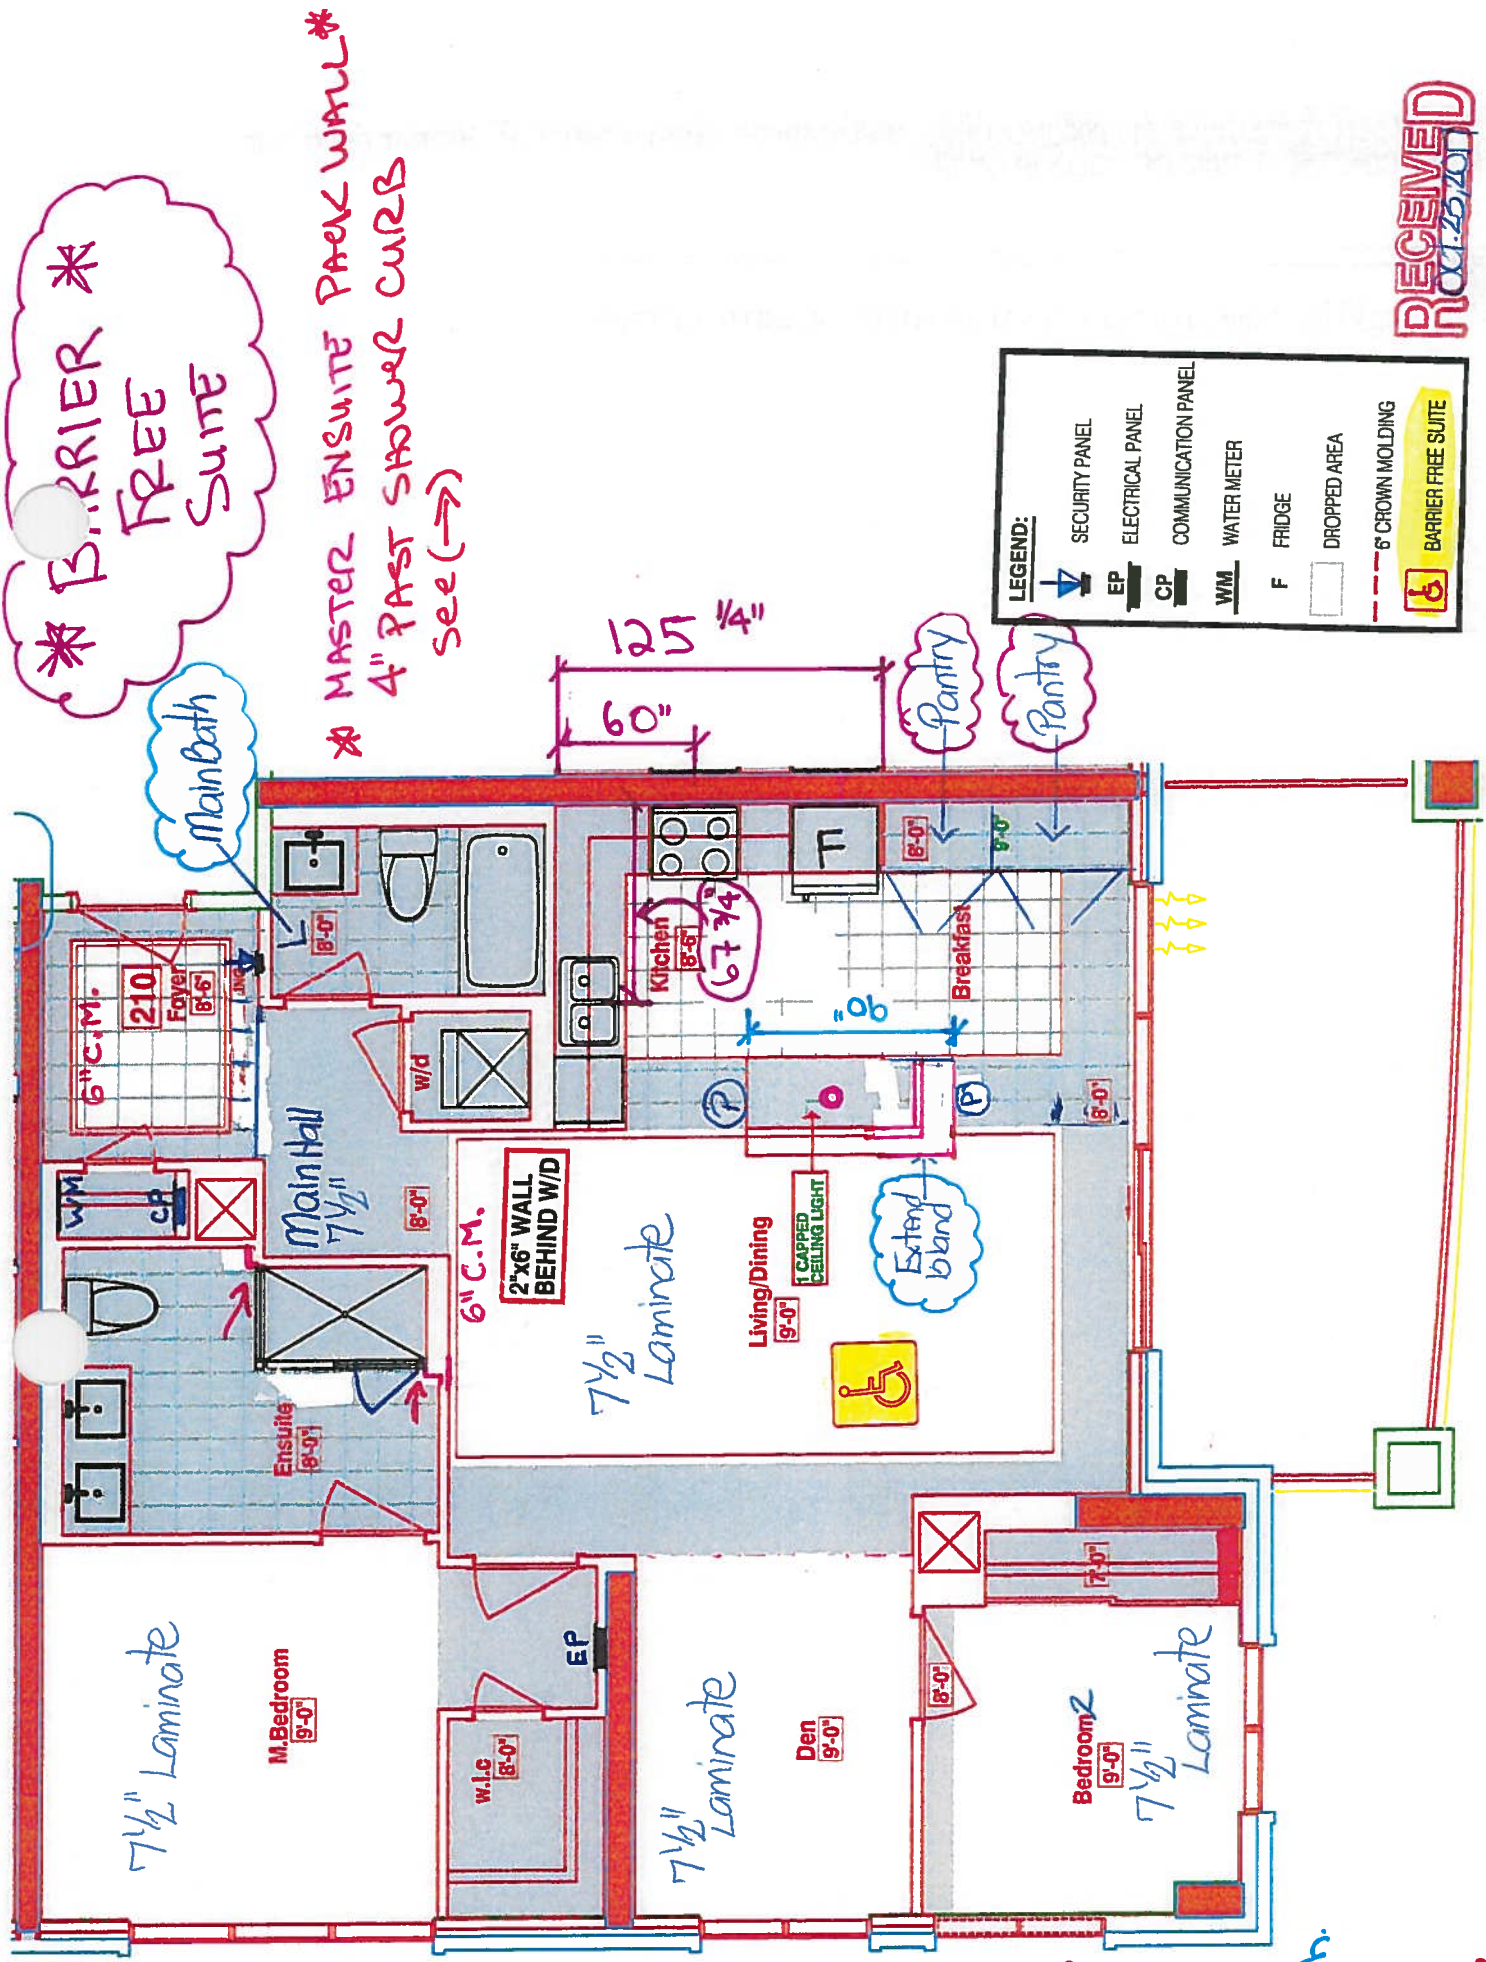 * BARRIER *
FREE
SUITE
* MASTER ENSUITE PACK WALL *
4" PAST SHOWER CURB
see (→)
Main Bath
6" C.M.
210
Foyer
8'-6"
WM
CP
Main Hall
7 1/2"
8'-0"
8'-0"
w/d
125 1/4"
60"
Pantry
Pantry
F
8'-0"
9'-0"
Kitchen
8'-6"
67 3/4"
Breakfast
90"
P
P
8'-0"
6" C.M.
2"x6" WALL
BEHIND W/D
7 1/2"
Laminate
Living/Dining
9'-0"
1 CAPPED
CEILING LIGHT
Extend
Island
Ensuite
8'-0"
7 1/2" Laminate
M.Bedroom
9'-0"
W.I.C
8'-0"
EP
7 1/2"
Laminate
Den
9'-0"
8'-0"
7'-0"
Bedroom 2
9'-0"
7 1/2"
Laminate
LEGEND:
SECURITY PANEL
EP ELECTRICAL PANEL
CP COMMUNICATION PANEL
WM WATER METER
F FRIDGE
DROPPED AREA
6" CROWN MOLDING
BARRIER FREE SUITE
RECEIVED